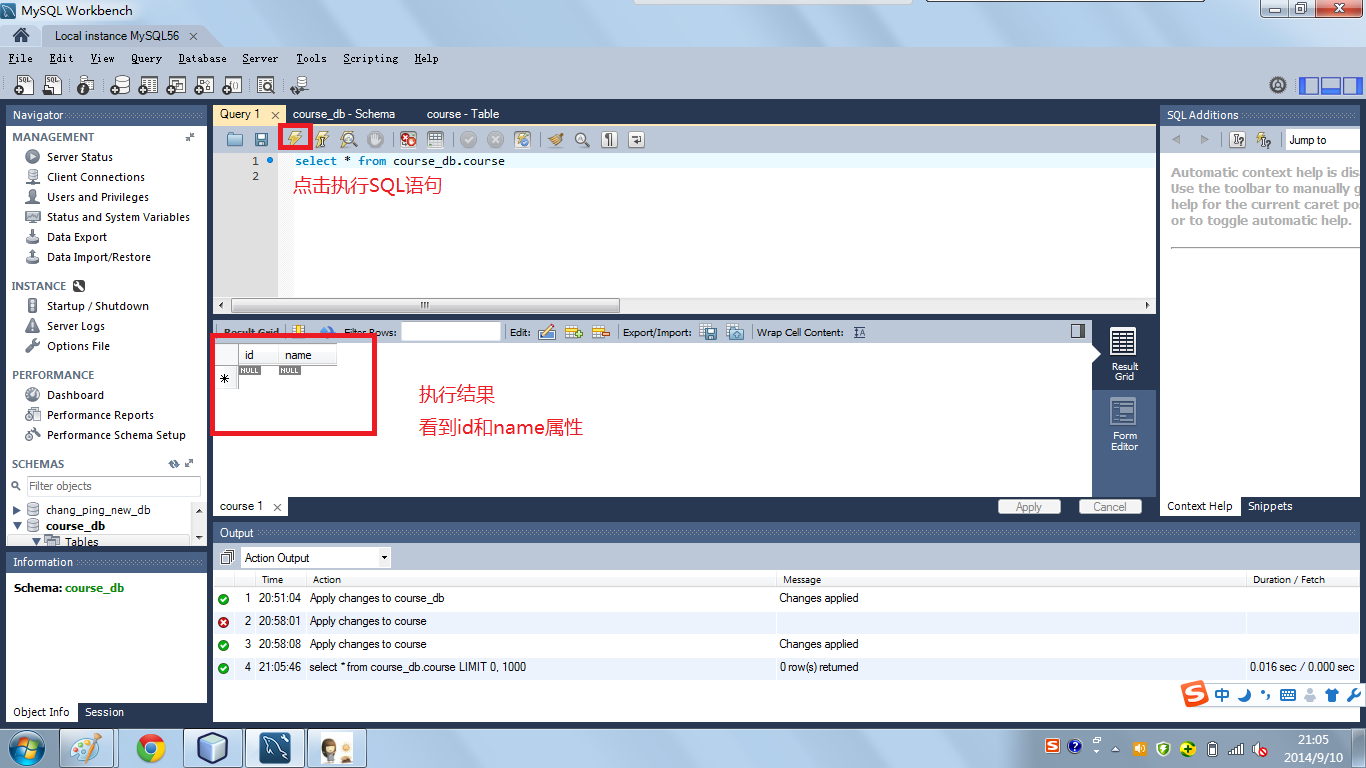 MySQL Workbench
Local instance MySQL56
File Edit View Query Database Server Tools Scripting Help
Navigator
MANAGEMENT
Server Status
Client Connections
Users and Privileges
Status and System Variables
Data Export
Data Import/Restore
INSTANCE
Startup / Shutdown
Server Logs
Options File
PERFORMANCE
Dashboard
Performance Reports
Performance Schema Setup
SCHEMAS
Filter objects
chang_ping_new_db
course_db
Tables
Information
Schema: course_db
Object Info Session
Query 1 course_db - Schema course - Table
1 select * from course_db.course
2
点击执行SQL语句
Result Grid Filter Rows: Edit: Export/Import: Wrap Cell Content:
id name
NULL NULL
执行结果
看到id和name属性
Result
Grid
Form
Editor
course 1 Apply Cancel
SQL Additions
Jump to
Automatic context help is dis
Use the toolbar to manually g
help for the current caret po
or to toggle automatic help.
Context Help Snippets
Output
Action Output
Time Action Message Duration / Fetch
1 20:51:04 Apply changes to course_db Changes applied
2 20:58:01 Apply changes to course
3 20:58:08 Apply changes to course Changes applied
4 21:05:46 select * from course_db.course LIMIT 0, 1000 0 row(s) returned 0.016 sec / 0.000 sec
中
21:05
2014/9/10